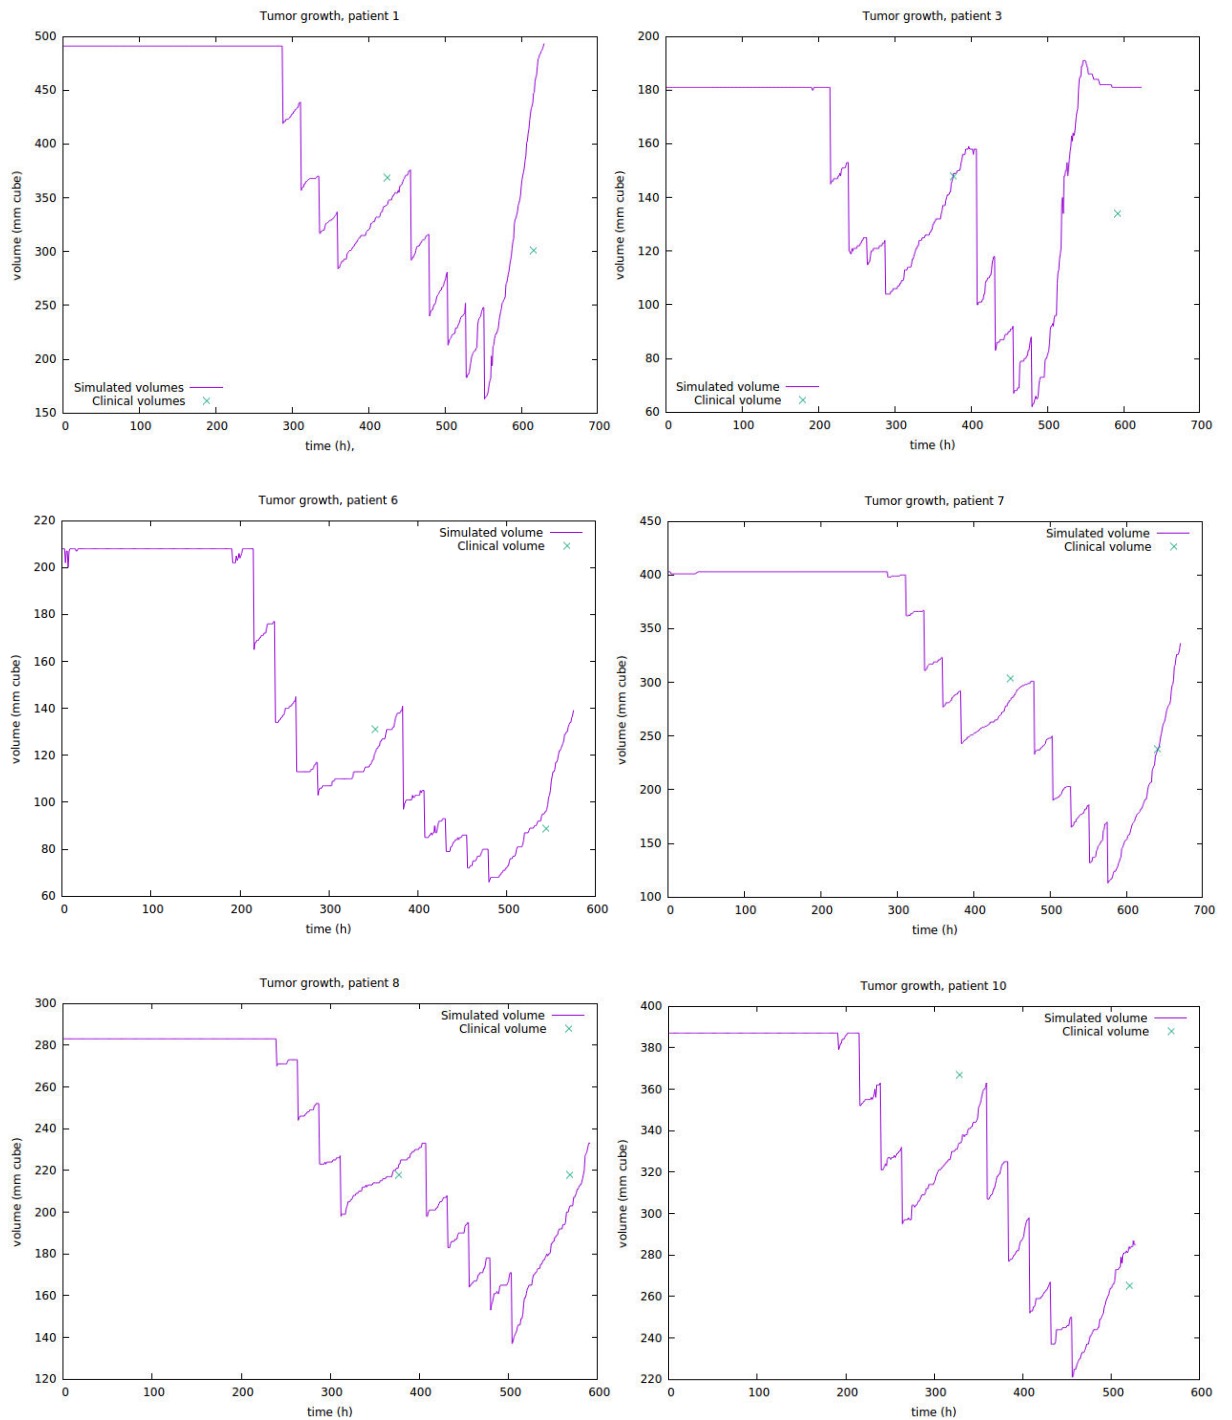 Tumor growth, patient 1
500
450
400
350
300
250
200
150
volume (mm cube)
Simulated volumes
Clinical volumes
0 100 200 300 400 500 600 700
time (h),
Tumor growth, patient 3
200
180
160
140
120
100
80
60
volume (mm cube)
Simulated volume
Clinical volume
0 100 200 300 400 500 600 700
time (h)
Tumor growth, patient 6
220
200
180
160
140
120
100
80
60
volume (mm cube)
Simulated volume
Clinical volume
0 100 200 300 400 500 600
time (h)
Tumor growth, patient 7
450
400
350
300
250
200
150
100
volume (mm cube)
Simulated volume
Clinical volume
0 100 200 300 400 500 600 700
time (h)
Tumor growth, patient 8
300
280
260
240
220
200
180
160
140
120
volume (mm cube)
Simulated volume
Clinical volume
0 100 200 300 400 500 600
time (h)
Tumor growth, patient 10
400
380
360
340
320
300
280
260
240
220
volume (mm cube)
Simulated volume
Clinical volume
0 100 200 300 400 500 600
time (h)